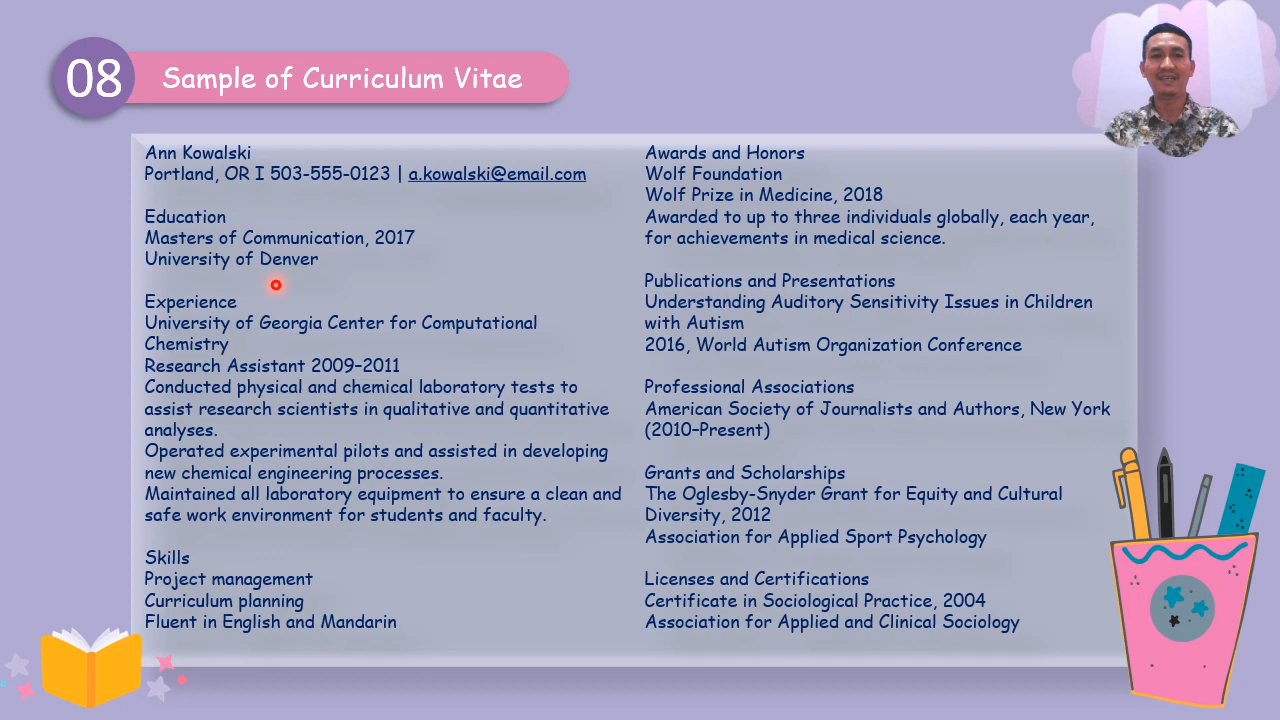 08
Sample of Curriculum Vitae
Ann Kowalski
Portland, OR I 503-555-0123 | a.kowalski@email.com
Education
Masters of Communication, 2017
University of Denver
Experience
University of Georgia Center for Computational
Chemistry
Research Assistant 2009–2011
Conducted physical and chemical laboratory tests to
assist research scientists in qualitative and quantitative
analyses.
Operated experimental pilots and assisted in developing
new chemical engineering processes.
Maintained all laboratory equipment to ensure a clean and
safe work environment for students and faculty.
Skills
Project management
Curriculum planning
Fluent in English and Mandarin
Awards and Honors
Wolf Foundation
Wolf Prize in Medicine, 2018
Awarded to up to three individuals globally, each year,
for achievements in medical science.
Publications and Presentations
Understanding Auditory Sensitivity Issues in Children
with Autism
2016, World Autism Organization Conference
Professional Associations
American Society of Journalists and Authors, New York
(2010–Present)
Grants and Scholarships
The Oglesby-Snyder Grant for Equity and Cultural
Diversity, 2012
Association for Applied Sport Psychology
Licenses and Certifications
Certificate in Sociological Practice, 2004
Association for Applied and Clinical Sociology